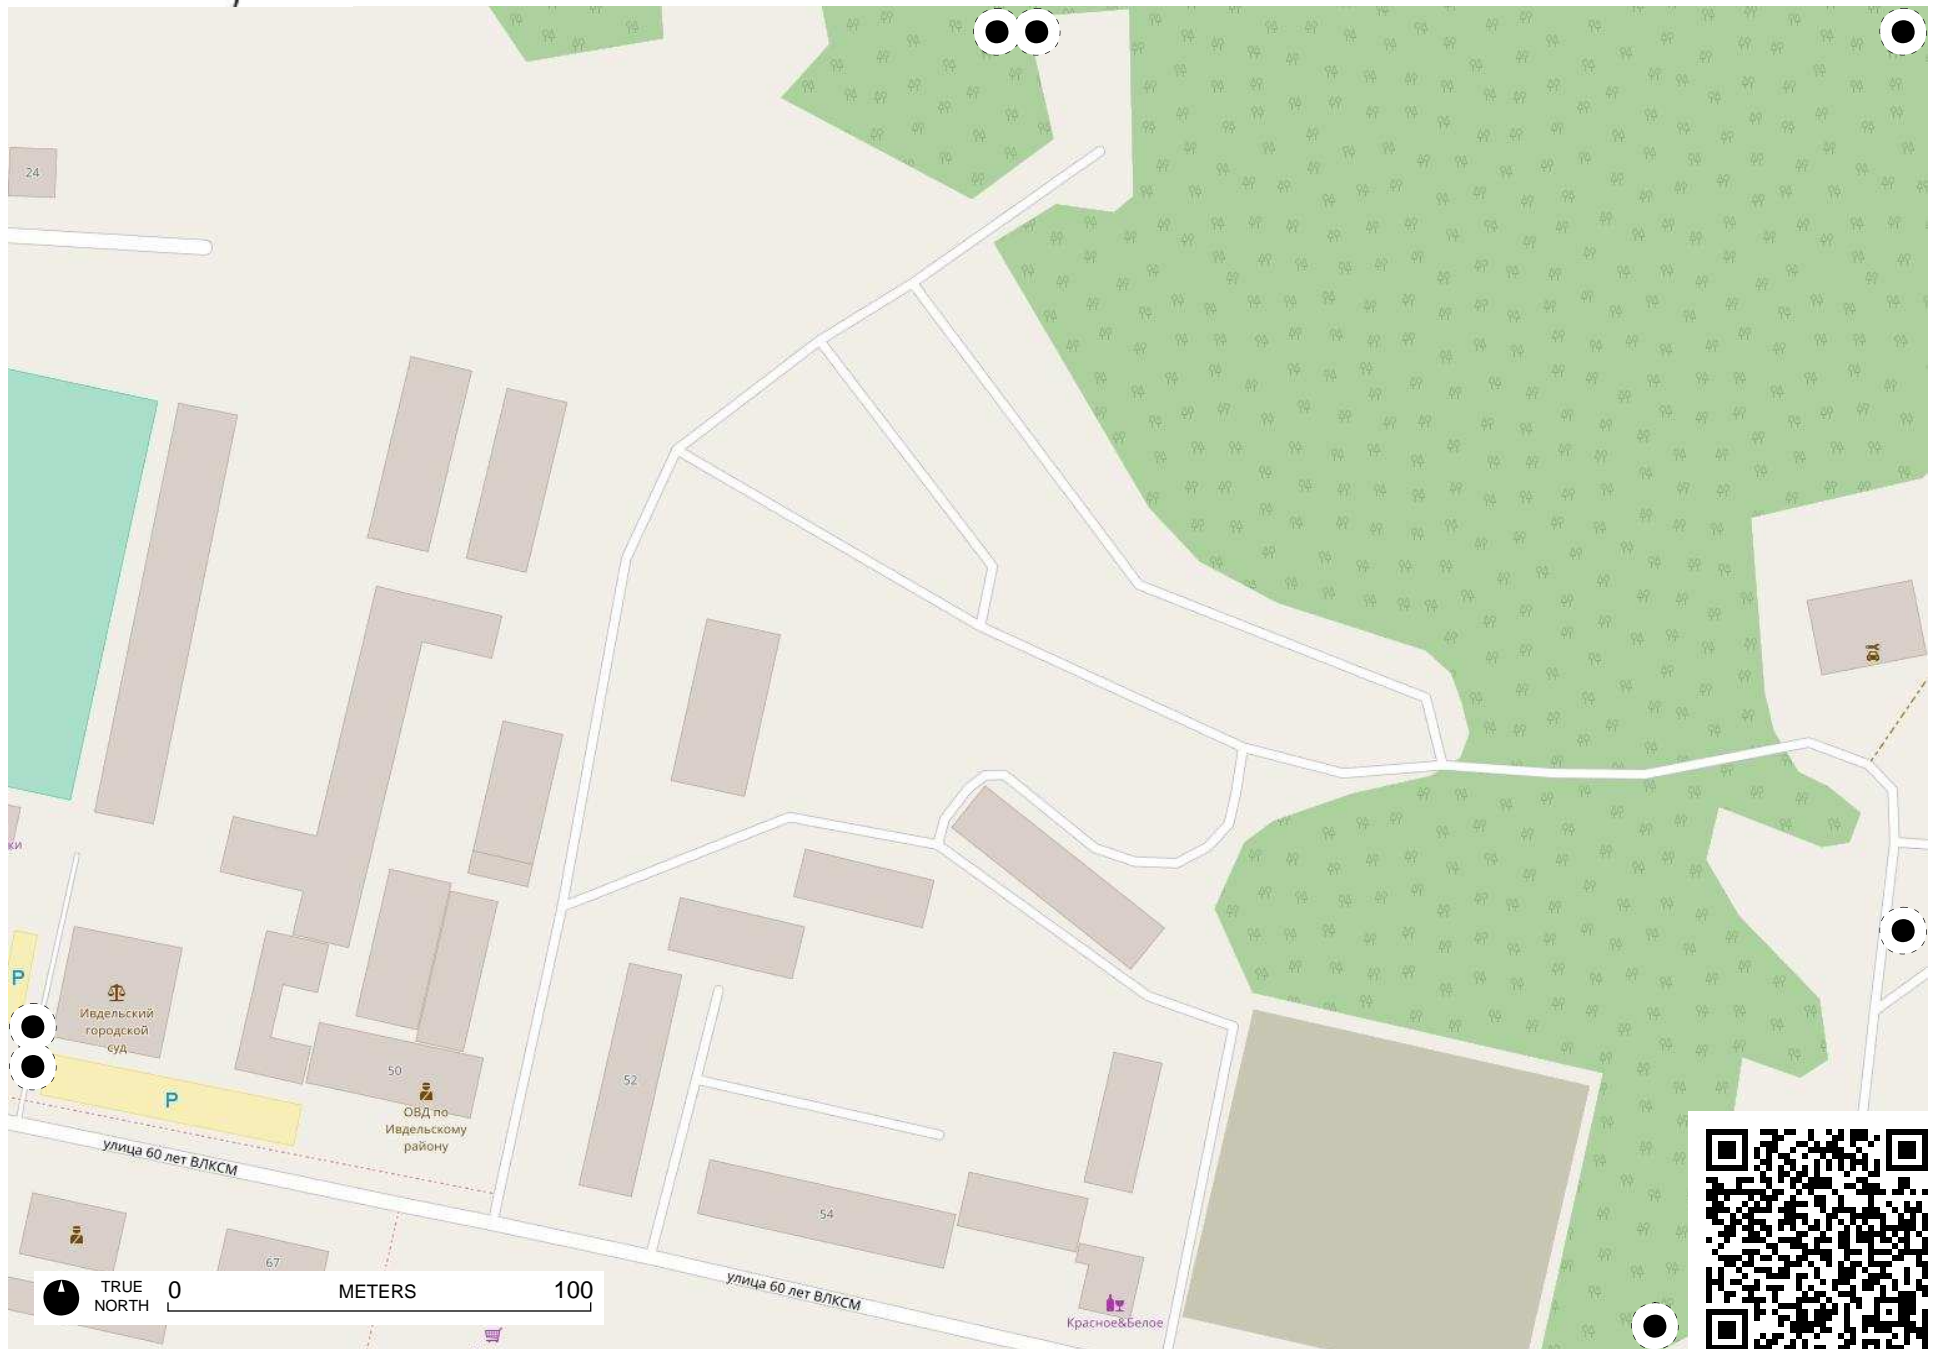 24
ки
P
Ивдельский
городской
суд
P
50
ОВД по
Ивдельскому
району
52
улица 60 лет ВЛКСМ
54
67
улица 60 лет ВЛКСМ
Красное&Белое
TRUE
NORTH
0 METERS 100